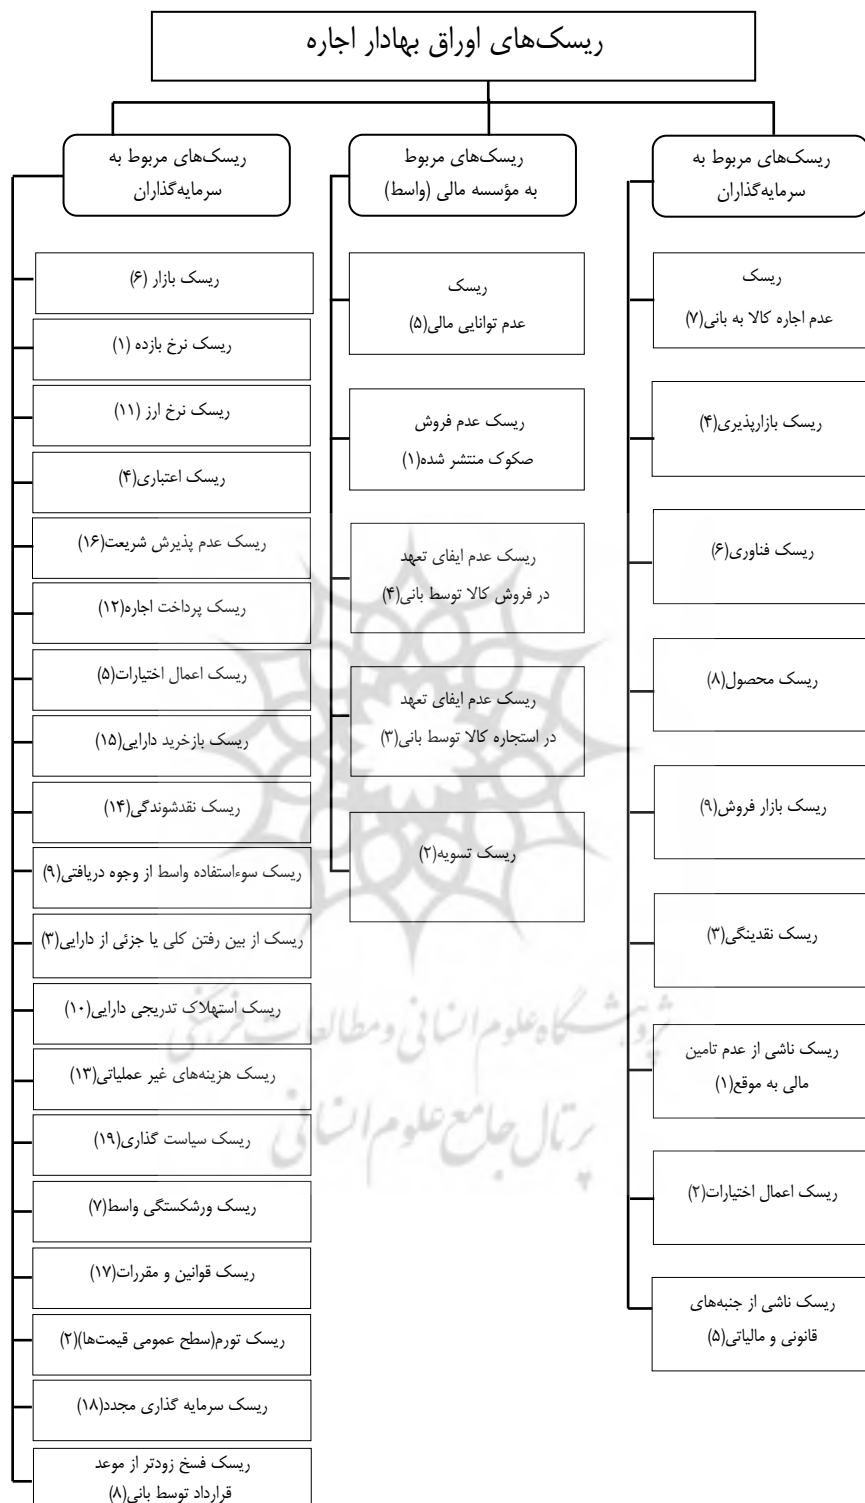 ریسک‌های اوراق بهادار اجاره
ریسک‌های مربوط به
سرمایه‌گذاران
ریسک
عدم اجاره کالا به بانی(۷)
ریسک بازارپذیری(۴)
ریسک فناوری(۶)
ریسک محصول(۸)
ریسک بازار فروش(۹)
ریسک نقدینگی(۳)
ریسک ناشی از عدم تامین
مالی به موقع(۱)
ریسک اعمال اختیارات(۲)
ریسک ناشی از جنبه‌های
قانونی و مالیاتی(۵)
ریسک‌های مربوط
به مؤسسه مالی (واسط)
ریسک
عدم توانایی مالی(۵)
ریسک عدم فروش
صکوک منتشر شده(۱)
ریسک عدم ایفای تعهد
در فروش کالا توسط بانی(۴)
ریسک عدم ایفای تعهد
در استجاره کالا توسط بانی(۳)
ریسک تسویه(۲)
ریسک‌های مربوط به
سرمایه‌گذاران
ریسک بازار (۶)
ریسک نرخ بازده (۱)
ریسک نرخ ارز (۱۱)
ریسک اعتباری(۴)
ریسک عدم پذیرش شریعت(۱۶)
ریسک پرداخت اجاره(۱۲)
ریسک اعمال اختیارات(۵)
ریسک بازخرید دارایی(۱۵)
ریسک نقدشوندگی(۱۴)
ریسک سوءاستفاده واسط از وجوه دریافتی(۹)
ریسک از بین رفتن کلی یا جزئی از دارایی(۳)
ریسک استهلاک تدریجی دارایی(۱۰)
ریسک هزینه‌های غیر عملیاتی(۱۳)
ریسک سیاست گذاری(۱۹)
ریسک ورشکستگی واسط(۷)
ریسک قوانین و مقررات(۱۷)
ریسک تورم(سطح عمومی قیمت‌ها)(۲)
ریسک سرمایه گذاری مجدد(۱۸)
ریسک فسخ زودتر از موعد
قرارداد توسط بانی(۸)
پژوهشگاه علوم انسانی و مطالعات فرهنگی
پرتال جامع علوم انسانی